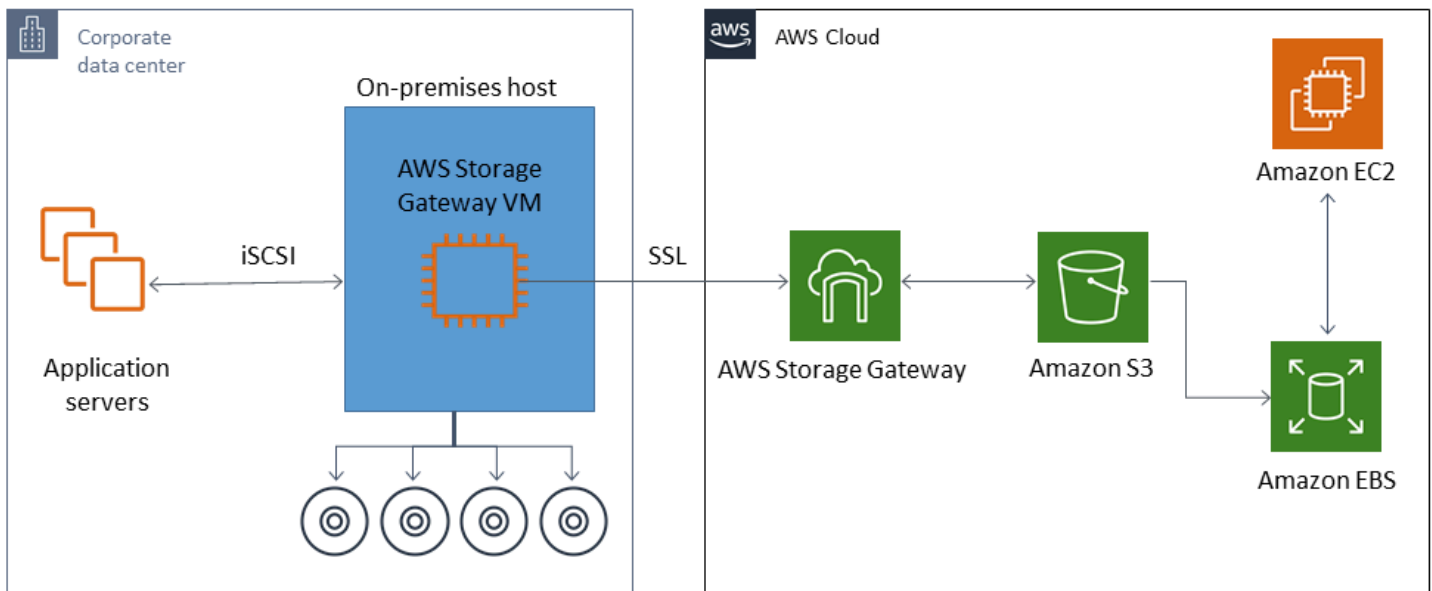 Corporate
data center
On-premises host
AWS Storage
Gateway VM
Application
servers
iSCSI
SSL
aws
AWS Cloud
AWS Storage Gateway
Amazon S3
Amazon EC2
Amazon EBS